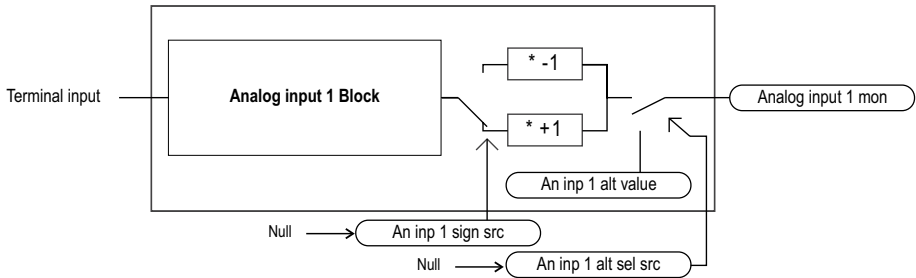 * -1
Terminal input
Analog input 1 Block
Analog input 1 mon
* +1
An inp 1 alt value
Null
An inp 1 sign src
Null
An inp 1 alt sel src